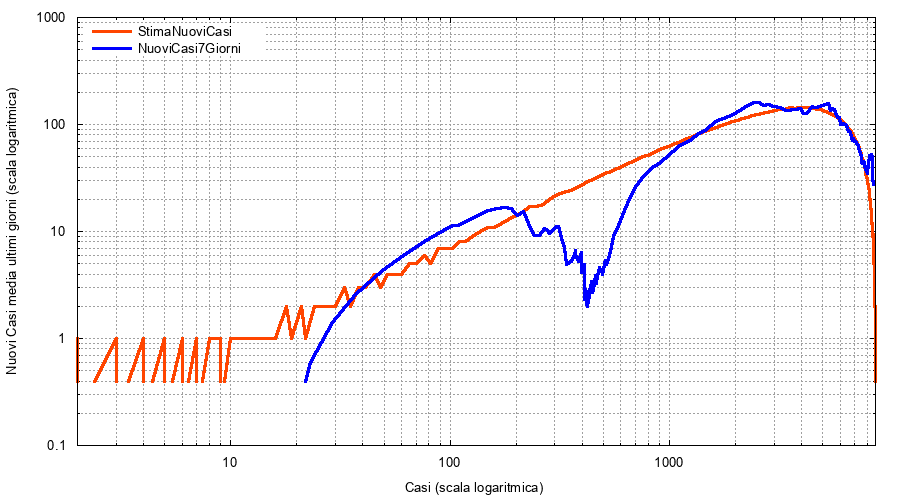 1000
StimaNuoviCasi
NuoviCasi7Giorni
100
10
1
0.1
Nuovi Casi media ultimi giorni (scala logaritmica)
10
100
1000
Casi (scala logaritmica)